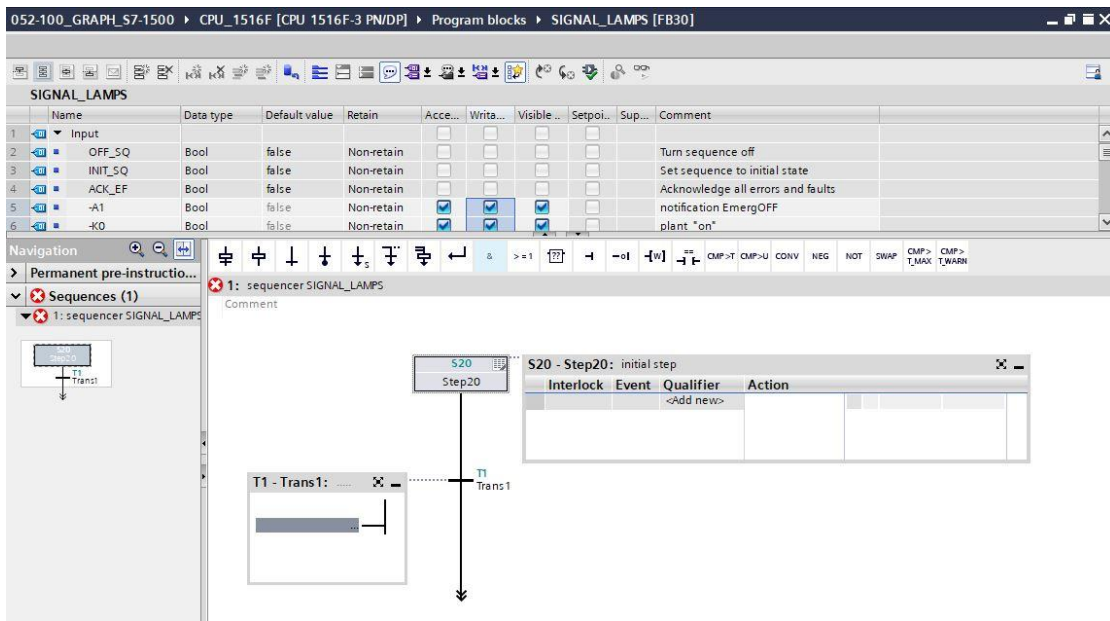 052-100_GRAPH_S7-1500 ▸ CPU_1516F [CPU 1516F-3 PN/DP] ▸ Program blocks ▸ SIGNAL_LAMPS [FB30]
SIGNAL_LAMPS
Name Data type Default value Retain Acce... Writa... Visible .. Setpoi.. Sup... Comment
1 Input
2 OFF_SQ Bool false Non-retain Turn sequence off
3 INIT_SQ Bool false Non-retain Set sequence to initial state
4 ACK_EF Bool false Non-retain Acknowledge all errors and faults
5 -A1 Bool false Non-retain notification EmergOFF
6 -K0 Bool false Non-retain plant "on"
Navigation
& >=1 ?? CMP>T CMP>U CONV NEG NOT SWAP CMP> T_MAX CMP> T_WARN
Permanent pre-instructio...
Sequences (1)
1: sequencer SIGNAL_LAMPS
S20
Step20
T1
Trans1
1: sequencer SIGNAL_LAMPS
Comment
S20
Step20
S20 - Step20: initial step
Interlock Event Qualifier Action
<Add new>
T1 - Trans1: .....
...
T1
Trans1